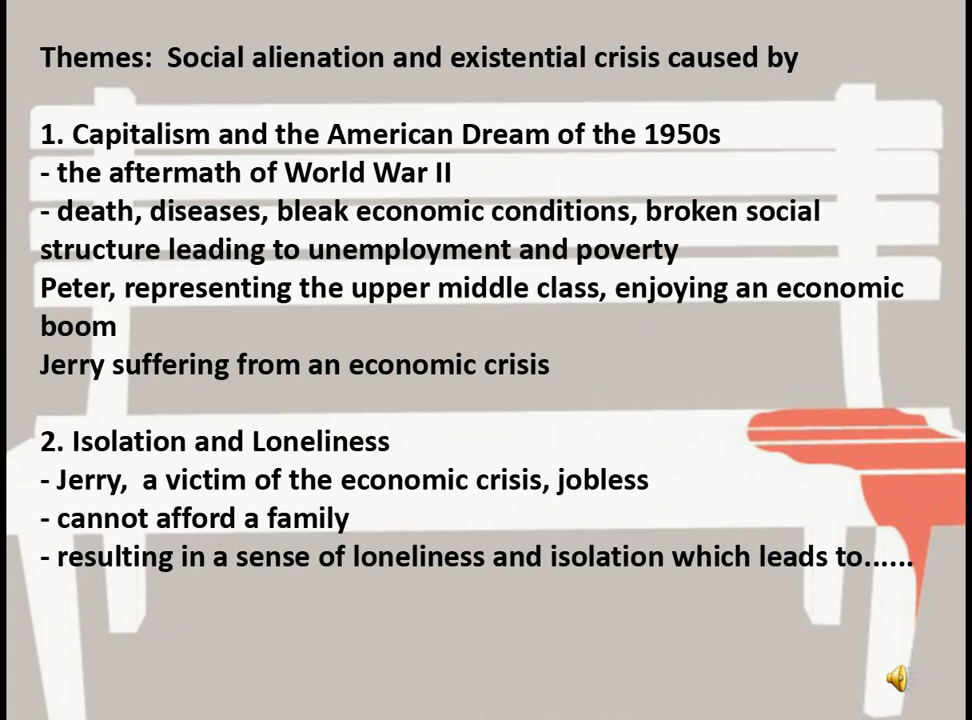 Themes:  Social alienation and existential crisis caused by
1. Capitalism and the American Dream of the 1950s
- the aftermath of World War II
- death, diseases, bleak economic conditions, broken social
structure leading to unemployment and poverty
Peter, representing the upper middle class, enjoying an economic
boom
Jerry suffering from an economic crisis
2. Isolation and Loneliness
- Jerry,  a victim of the economic crisis, jobless
- cannot afford a family
- resulting in a sense of loneliness and isolation which leads to......